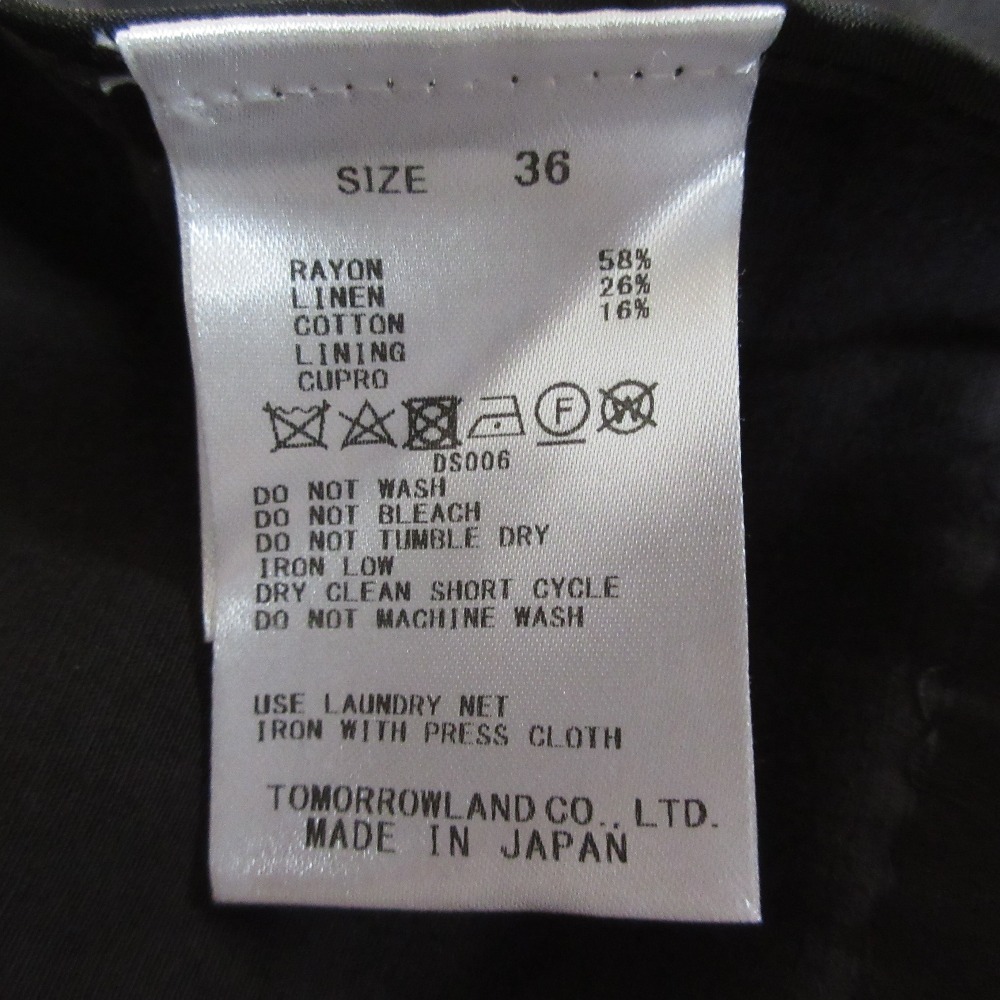 SIZE 36
RAYON 58%
LINEN 26%
COTTON 16%
LINING
CUPRO
F W
DS006
DO NOT WASH
DO NOT BLEACH
DO NOT TUMBLE DRY
IRON LOW
DRY CLEAN SHORT CYCLE
DO NOT MACHINE WASH
USE LAUNDRY NET
IRON WITH PRESS CLOTH
TOMORROWLAND CO., LTD.
MADE IN JAPAN